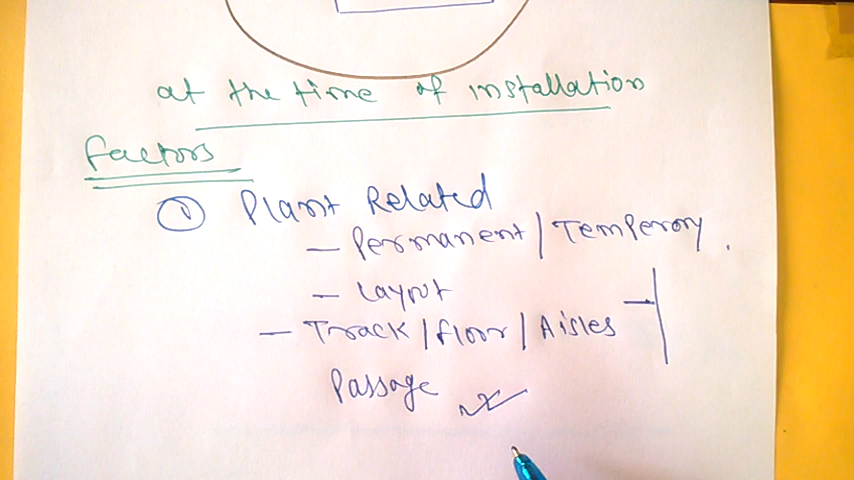 at the time of installation
Factors
① Plant Related
— Permanent / Temperory
— Layout
— Track / floor / Aisles
Passage